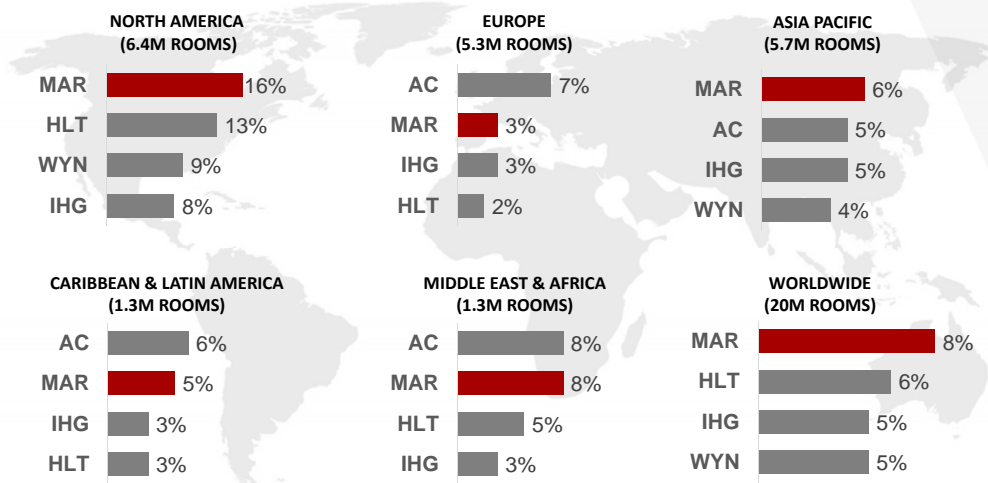 NORTH AMERICA
(6.4M ROOMS)
MAR 16%
HLT 13%
WYN 9%
IHG 8%
EUROPE
(5.3M ROOMS)
AC 7%
MAR 3%
IHG 3%
HLT 2%
ASIA PACIFIC
(5.7M ROOMS)
MAR 6%
AC 5%
IHG 5%
WYN 4%
CARIBBEAN & LATIN AMERICA
(1.3M ROOMS)
AC 6%
MAR 5%
IHG 3%
HLT 3%
MIDDLE EAST & AFRICA
(1.3M ROOMS)
AC 8%
MAR 8%
HLT 5%
IHG 3%
WORLDWIDE
(20M ROOMS)
MAR 8%
HLT 6%
IHG 5%
WYN 5%